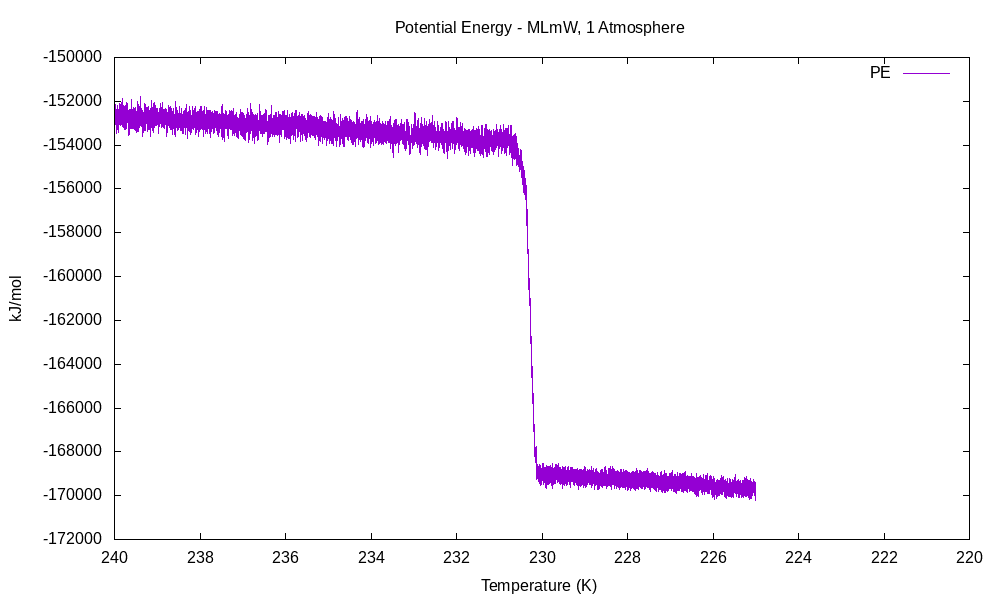 Potential Energy - MLmW, 1 Atmosphere
PE
-150000
-152000
-154000
-156000
-158000
-160000
-162000
-164000
-166000
-168000
-170000
-172000
kJ/mol
240 238 236 234 232 230 228 226 224 222 220
Temperature (K)